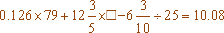 0.126 × 79 + 12 3/5 × □ − 6 3/10 ÷ 25 = 10.08